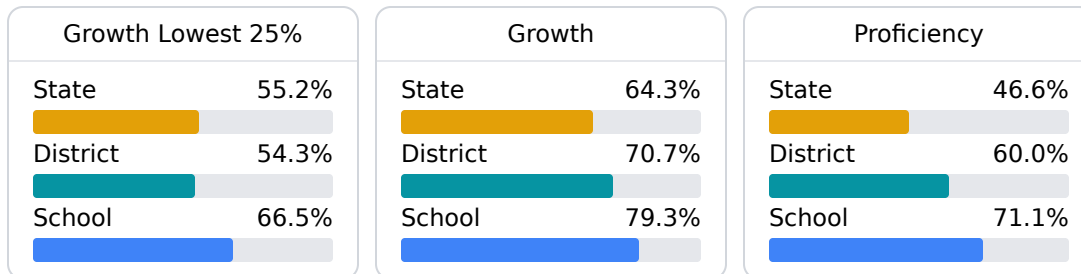 Growth Lowest 25%
State 55.2%
District 54.3%
School 66.5%
Growth
State 64.3%
District 70.7%
School 79.3%
Proficiency
State 46.6%
District 60.0%
School 71.1%